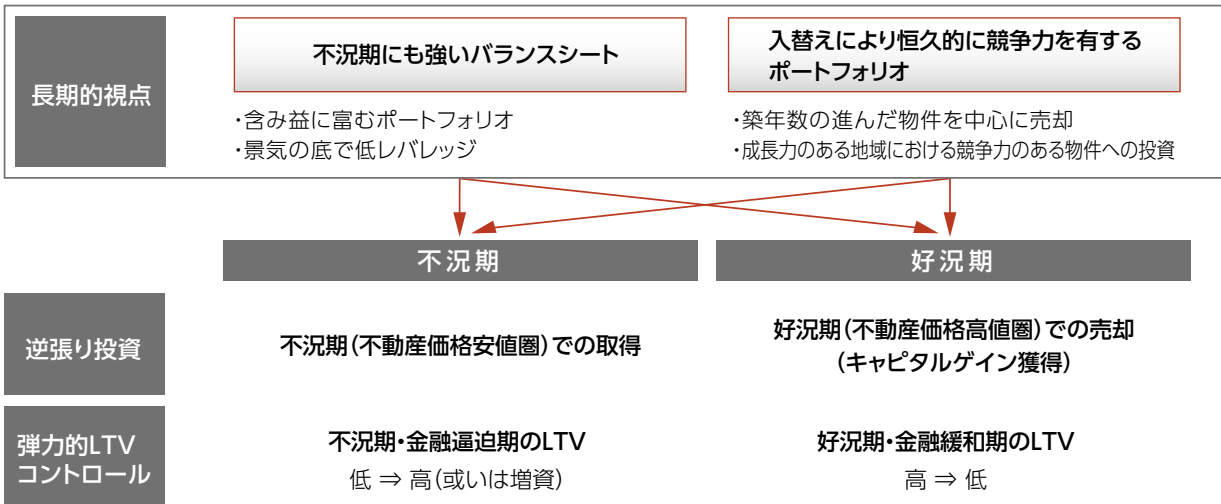 長期的視点
不況期にも強いバランスシート
・含み益に富むポートフォリオ
・景気の底で低レバレッジ
入替えにより恒久的に競争力を有する
ポートフォリオ
・築年数の進んだ物件を中心に売却
・成長力のある地域における競争力のある物件への投資
不況期
好況期
逆張り投資
不況期(不動産価格安値圏)での取得
好況期(不動産価格高値圏)での売却
(キャピタルゲイン獲得)
弾力的LTV
コントロール
不況期・金融逼迫期のLTV
低 ⇒ 高(或いは増資)
好況期・金融緩和期のLTV
高 ⇒ 低